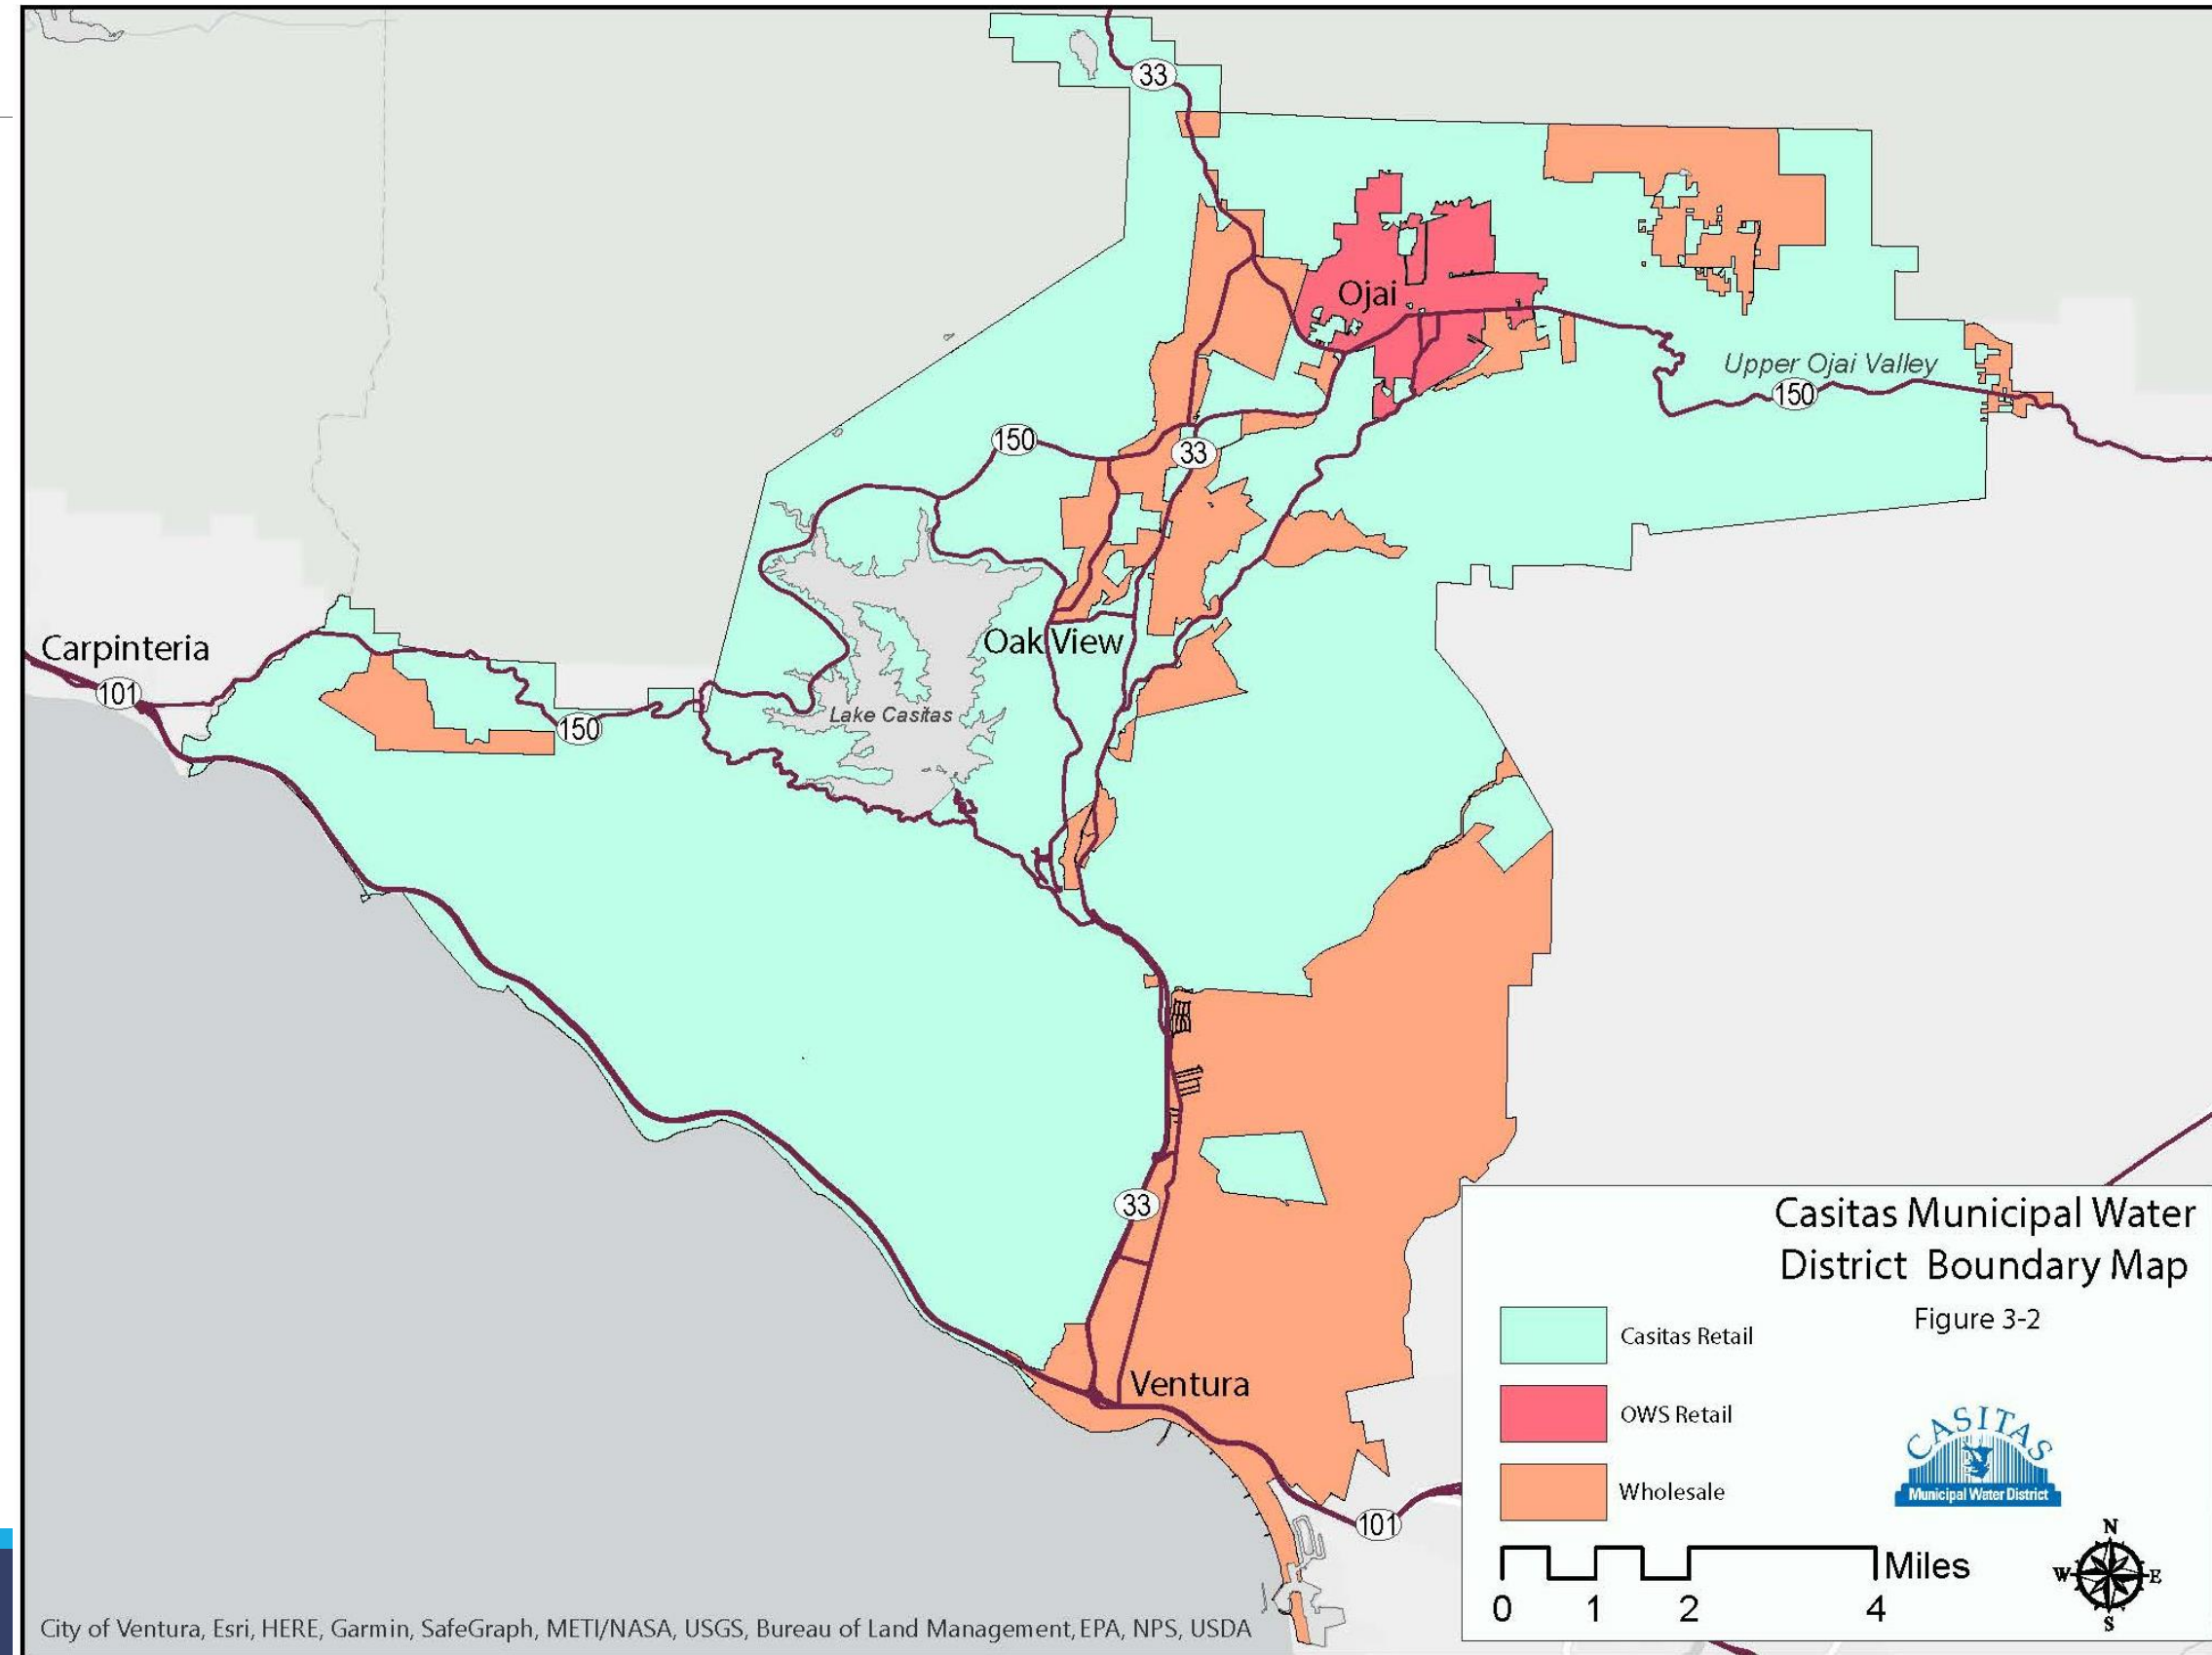 33
Ojai
Upper Ojai Valley
150
150
33
Carpinteria
Oak View
101
Lake Casitas
150
33
Ventura
101
Casitas Municipal Water
District Boundary Map
Figure 3-2
Casitas Retail
OWS Retail
Wholesale
CASITAS
Municipal Water District
Miles
0 1 2 4
N
W E
S
City of Ventura, Esri, HERE, Garmin, SafeGraph, METI/NASA, USGS, Bureau of Land Management, EPA, NPS, USDA